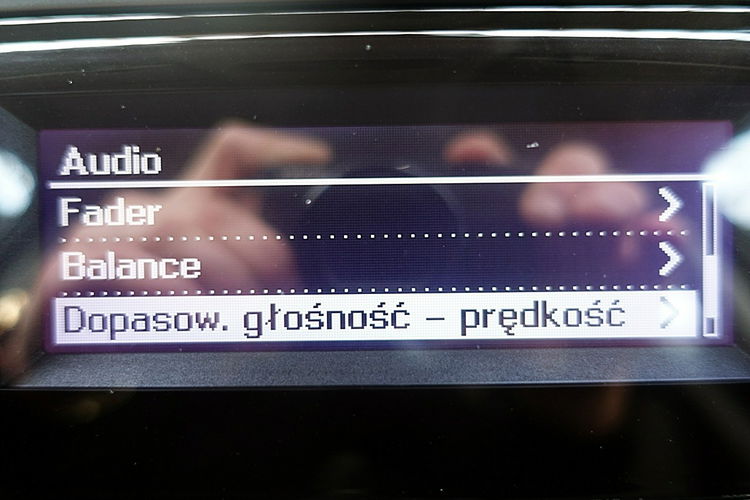 Audio
Fader
Balance
Dopasow. głośność – prędkość